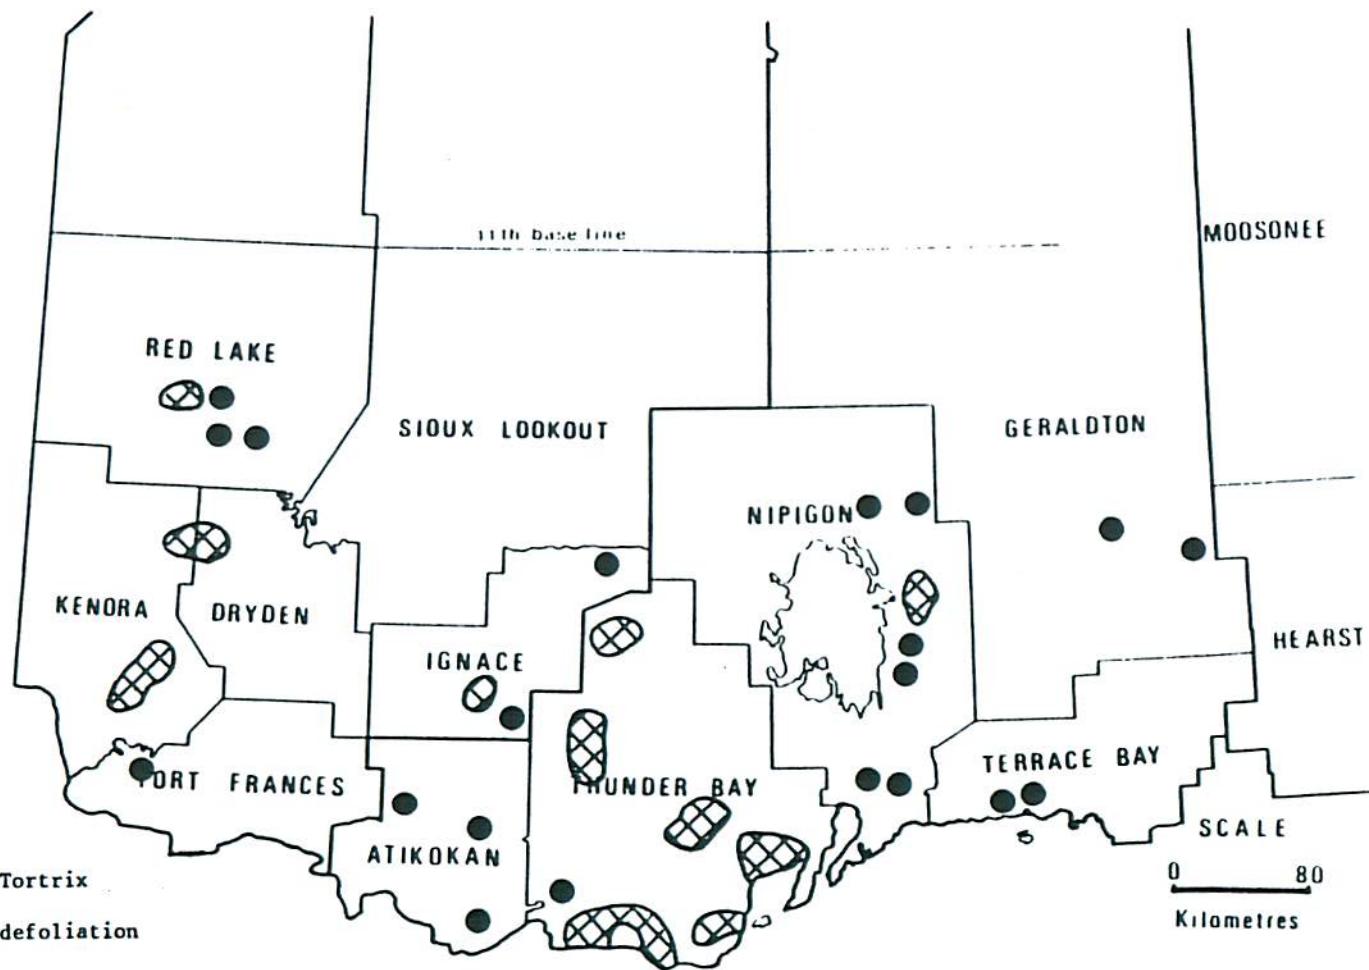 11th base line
MOOSONEE
RED LAKE
SIOUX LOOKOUT
GERALDTON
NIPIGON
KENORA
DRYDEN
HEARST
IGNACE
TERRACE BAY
FORT FRANCES
THUNDER BAY
SCALE
ATIKOKAN
0 80
Kilometres
Tortrix
defoliation